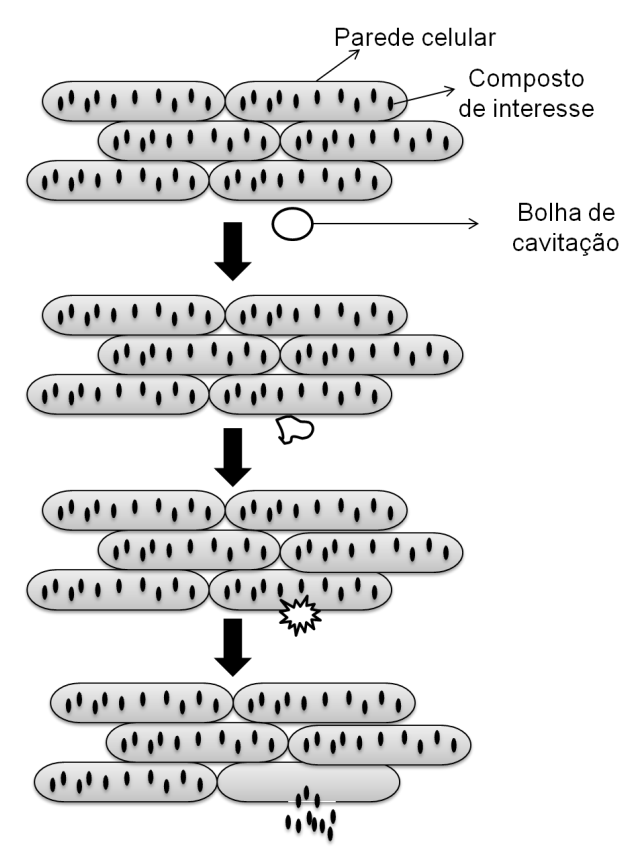 Parede celular
Composto
de interesse
Bolha de
cavitação